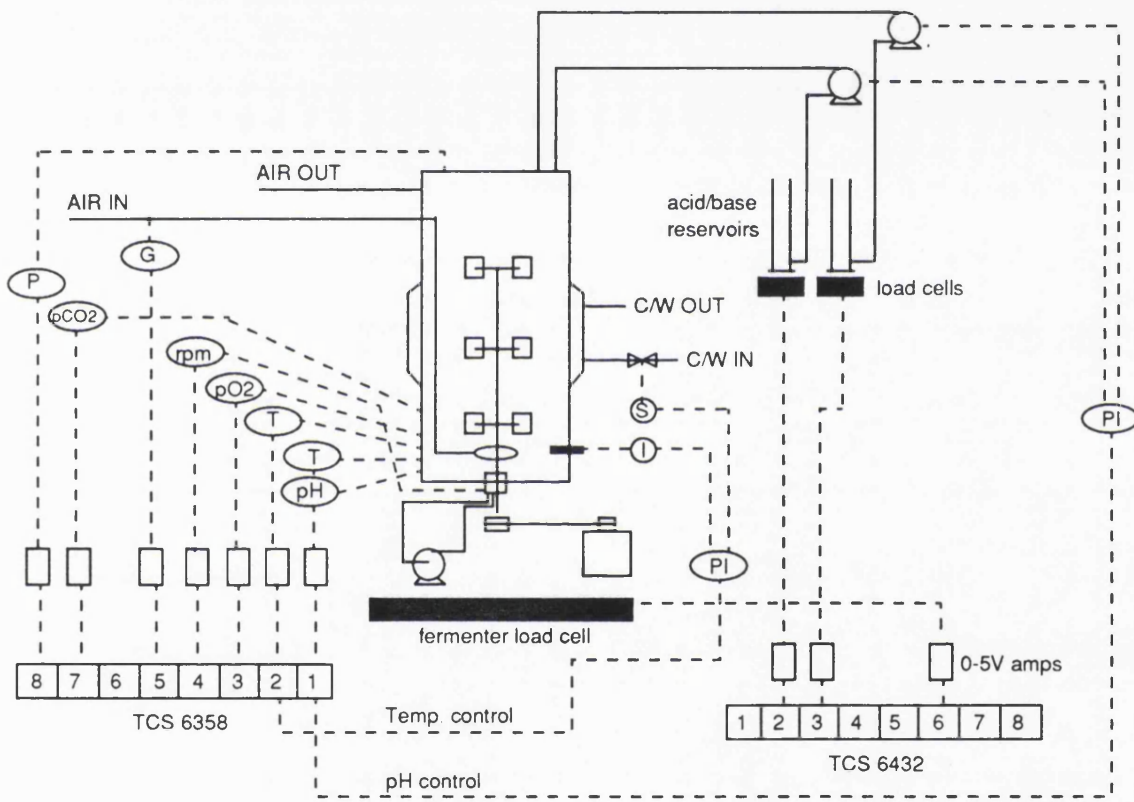 AIR OUT
AIR IN
G
P
pCO2
rpm
pO2
T
T
pH
acid/base
reservoirs
load cells
C/W OUT
C/W IN
S
I
PI
PI
fermenter load cell
0-5V amps
8 7 6 5 4 3 2 1
TCS 6358
Temp. control
1 2 3 4 5 6 7 8
TCS 6432
pH control